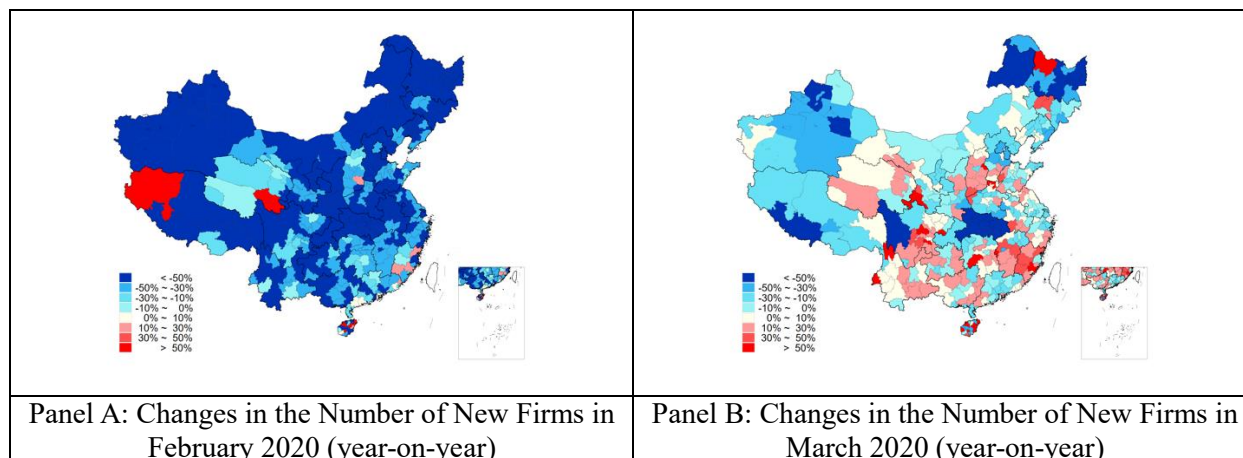 < -50%
-50% ~ -30%
-30% ~ -10%
-10% ~ 0%
0% ~ 10%
10% ~ 30%
30% ~ 50%
> 50%
Panel A: Changes in the Number of New Firms in
February 2020 (year-on-year)
< -50%
-50% ~ -30%
-30% ~ -10%
-10% ~ 0%
0% ~ 10%
10% ~ 30%
30% ~ 50%
> 50%
Panel B: Changes in the Number of New Firms in
March 2020 (year-on-year)